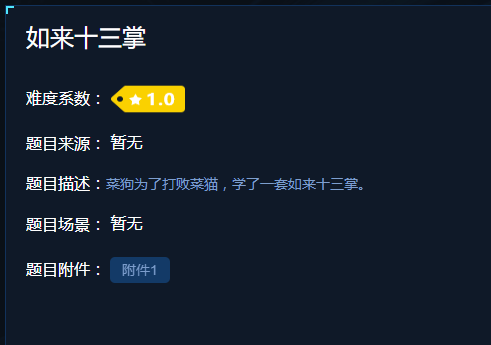 如来十三掌
难度系数： ★ 1.0
题目来源： 暂无
题目描述：菜狗为了打败菜猫，学了一套如来十三掌。
题目场景： 暂无
题目附件： 附件1